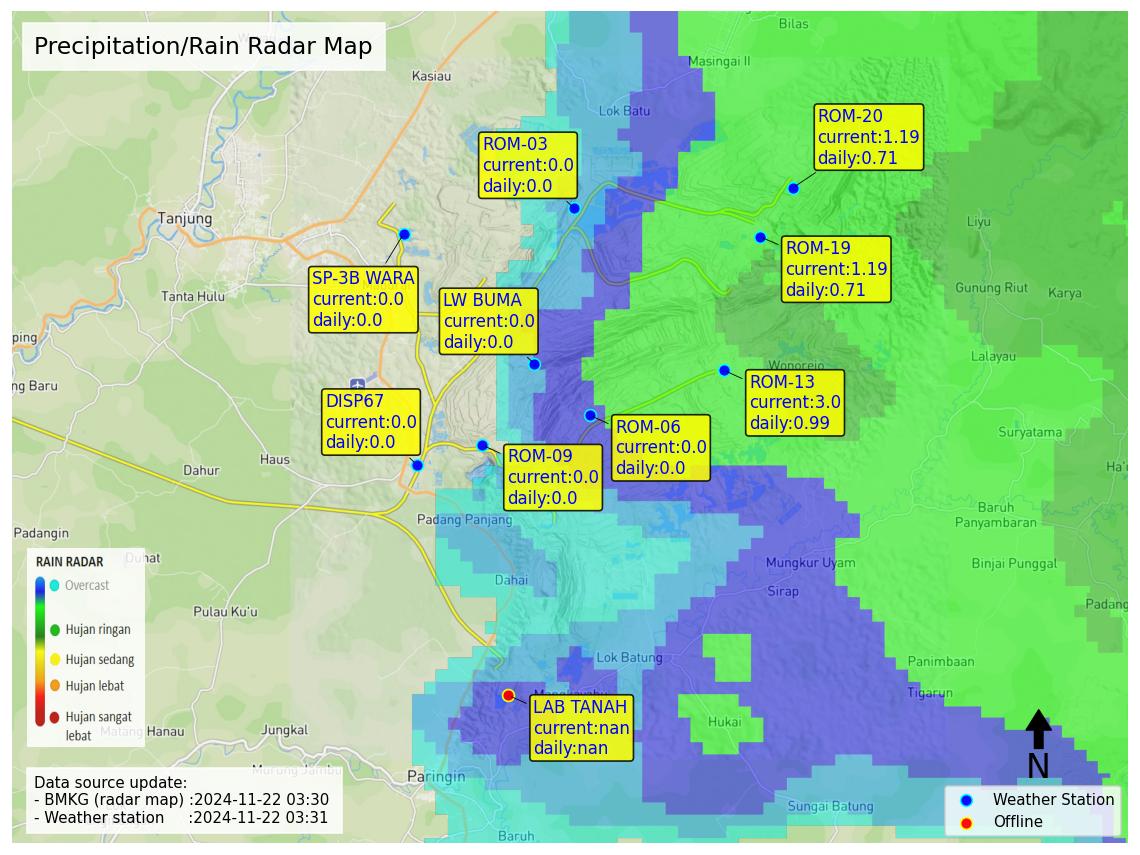 Precipitation/Rain Radar Map
Bilas
Masingai II
Kasiau
Lok Batu
ROM-20
current:1.19
daily:0.71
ROM-03
current:0.0
daily:0.0
Tanjung
Liyu
ROM-19
current:1.19
daily:0.71
SP-3B WARA
current:0.0
daily:0.0
Tanta Hulu
LW BUMA
current:0.0
daily:0.0
Gunung Riut
Karya
ping
Lalayau
Wonorejo
ng Baru
ROM-13
current:3.0
daily:0.99
DISP67
current:0.0
daily:0.0
ROM-06
current:0.0
daily:0.0
Suryatama
ROM-09
current:0.0
daily:0.0
Haus
Dahur
Ha'u
Baruh
Panyambaran
Padang Panjang
Padangin
Duhat
Mungkur Uyam
Binjai Punggal
Dahai
Sirap
Padang
Pulau Ku'u
RAIN RADAR
Overcast
Hujan ringan
Hujan sedang
Hujan lebat
Hujan sangat
lebat
Lok Batung
Panimbaan
Tigarun
LAB TANAH
current:nan
daily:nan
Hukai
Matang Hanau
Jungkal
Murung Jambu
Paringin
N
Sungai Batung
Baruh
Data source update:
- BMKG (radar map) :2024-11-22 03:30
- Weather station :2024-11-22 03:31
Weather Station
Offline